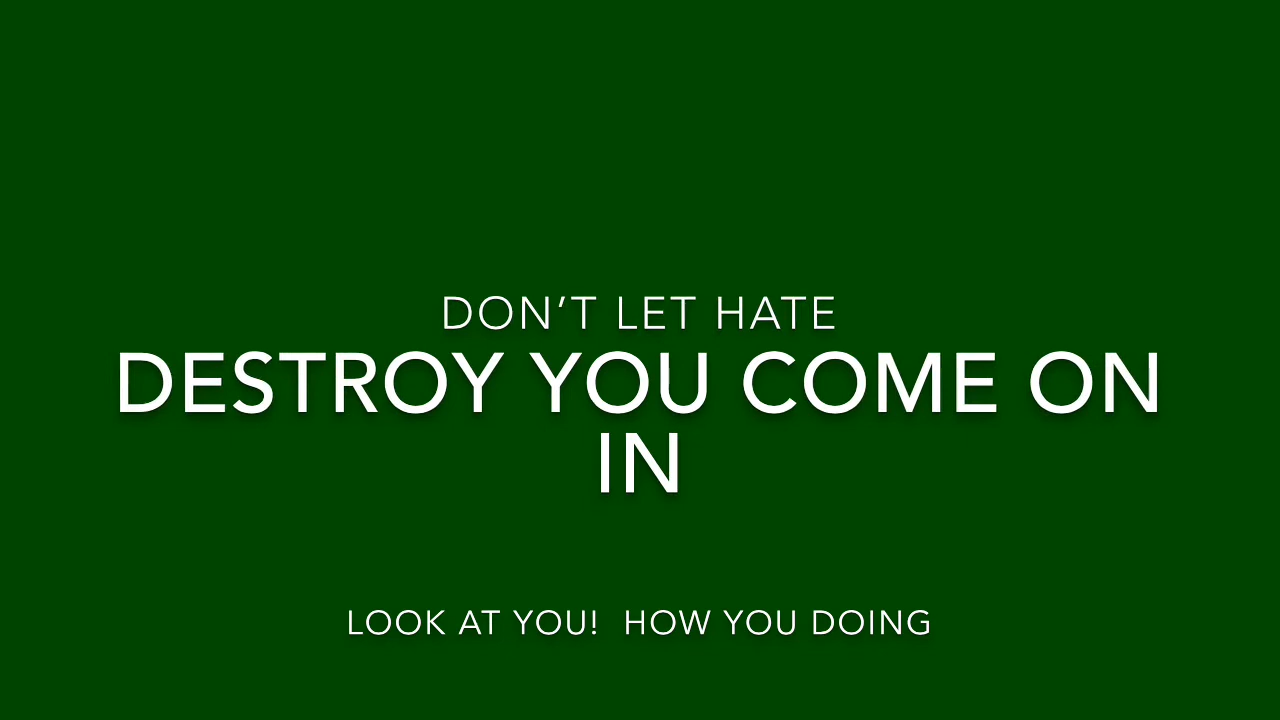 DON’T LET HATE
DESTROY YOU COME ON
IN
LOOK AT YOU!  HOW YOU DOING